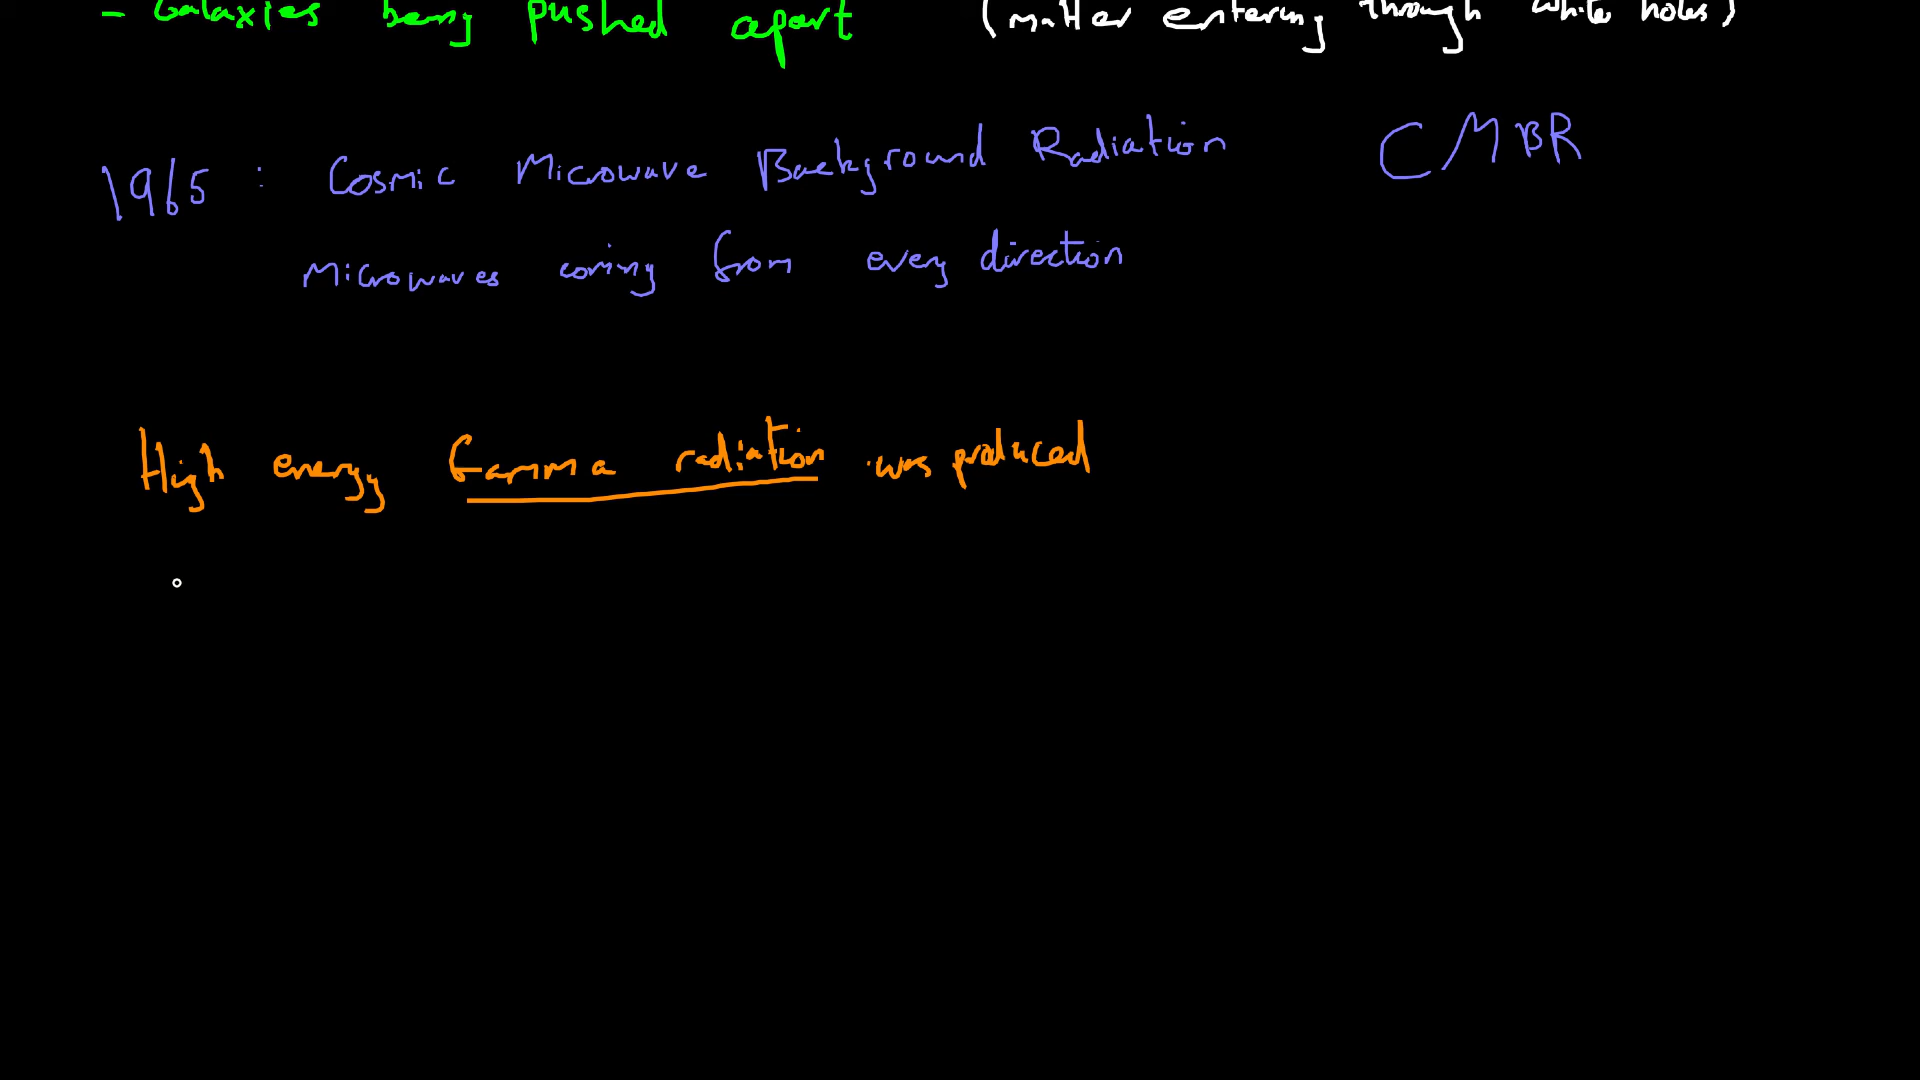 - Galaxies being pushed apart (matter entering through white holes)
1965 : Cosmic Microwave Background Radiation CMBR
Microwaves coming from every direction
High energy Gamma radiation was produced